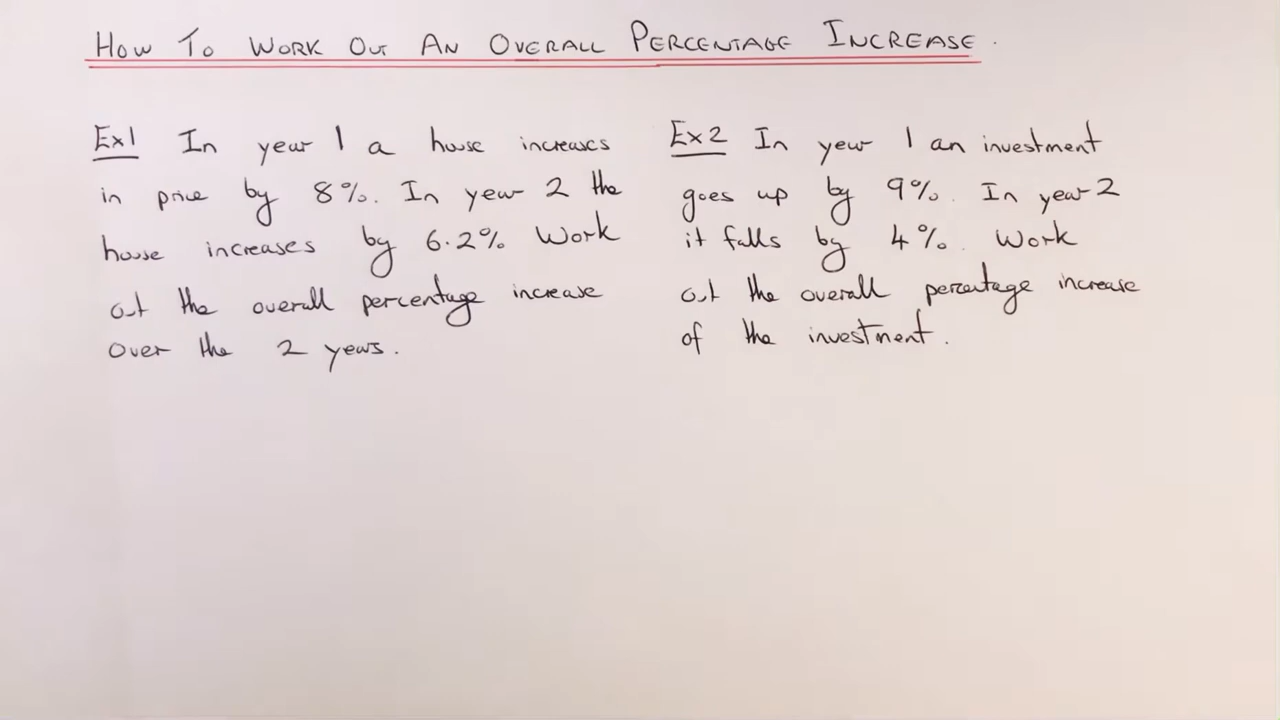 HOW TO WORK OUT AN OVERALL PERCENTAGE INCREASE.
Ex1 In year 1 a house increases
in price by 8%. In year 2 the
house increases by 6.2% Work
out the overall percentage increase
over the 2 years.
Ex2 In year 1 an investment
goes up by 9%. In year 2
it falls by 4%. Work
out the overall percentage increase
of the investment.